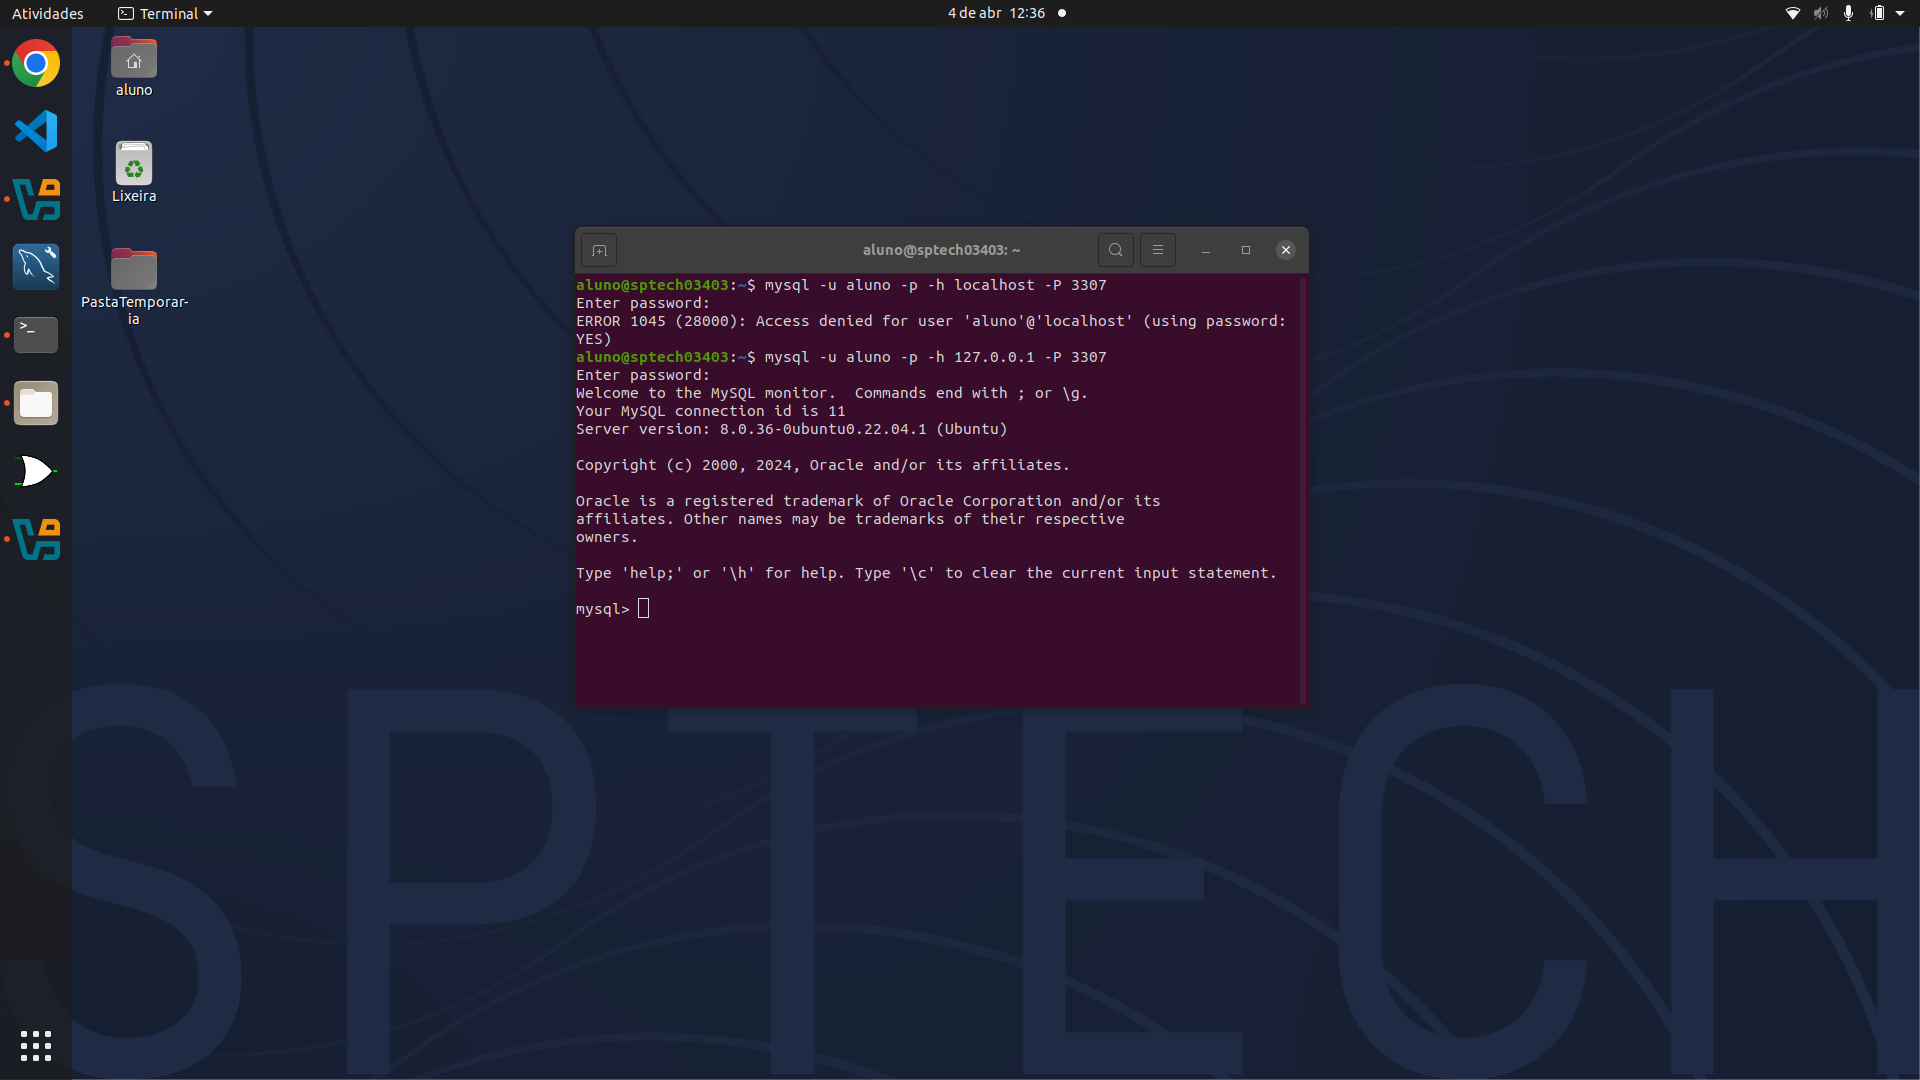 Atividades
Terminal
4 de abr 12:36
aluno
Lixeira
PastaTemporar-
ia
aluno@sptech03403: ~
aluno@sptech03403:~$ mysql -u aluno -p -h localhost -P 3307
Enter password:
ERROR 1045 (28000): Access denied for user 'aluno'@'localhost' (using password:
YES)
aluno@sptech03403:~$ mysql -u aluno -p -h 127.0.0.1 -P 3307
Enter password:
Welcome to the MySQL monitor.  Commands end with ; or \g.
Your MySQL connection id is 11
Server version: 8.0.36-0ubuntu0.22.04.1 (Ubuntu)
Copyright (c) 2000, 2024, Oracle and/or its affiliates.
Oracle is a registered trademark of Oracle Corporation and/or its
affiliates. Other names may be trademarks of their respective
owners.
Type 'help;' or '\h' for help. Type '\c' to clear the current input statement.
mysql>
SPTECH